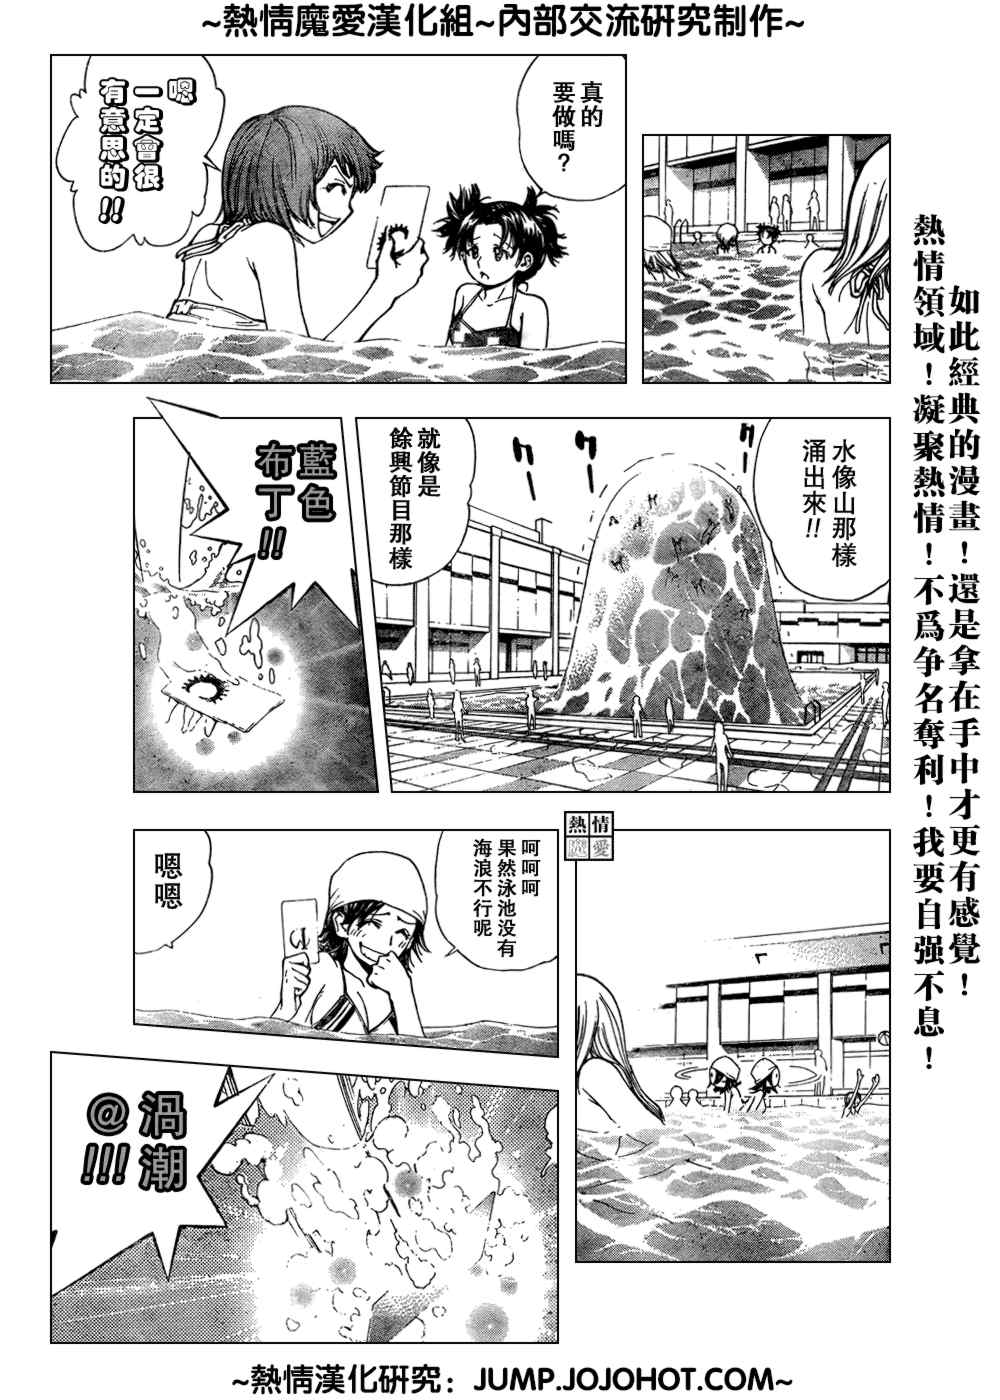 ~熱情魔愛漢化組~內部交流研究制作~
真的
要做嗎？
嗯
一定會很
有意思的!!
水像山那樣
涌出來!!
就像是
餘興節目那樣
藍色
布丁!!
熱情
魔愛
呵呵呵
果然泳池没有
海浪不行呢
嗯嗯
渦潮
@!!!
如此經典的漫畫！還是拿在手中才更有感覺！
熱情領域！凝聚熱情！不爲争名奪利！我要自强不息！
~熱情漢化研究：JUMP.JOJOHOT.COM~